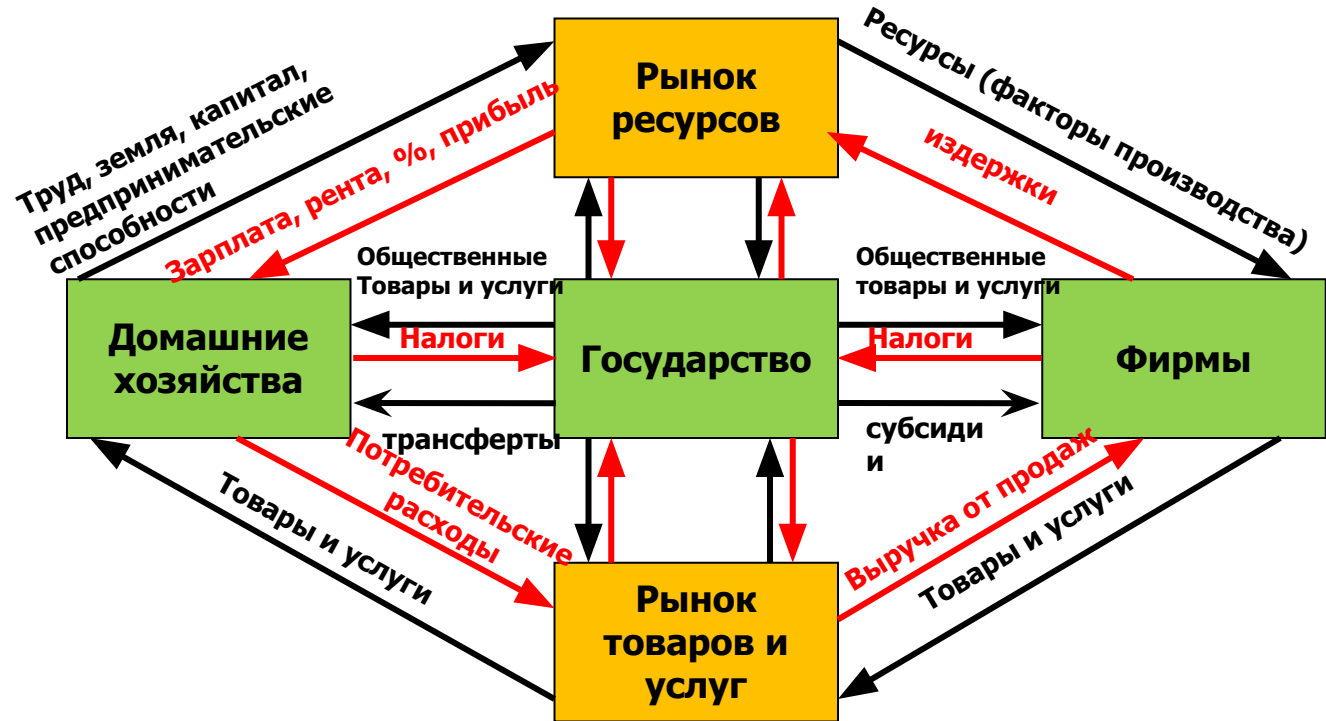 Рынок
ресурсов
Ресурсы (факторы производства)
Труд, земля, капитал,
предпринимательские
способности
Зарплата, рента, %, прибыль
издержки
Общественные
Товары и услуги
Общественные
товары и услуги
Домашние
хозяйства
Налоги
Государство
Налоги
Фирмы
трансферты
субсиди
и
Потребительские
расходы
Товары и услуги
Выручка от продаж
Товары и услуги
Рынок
товаров и
услуг